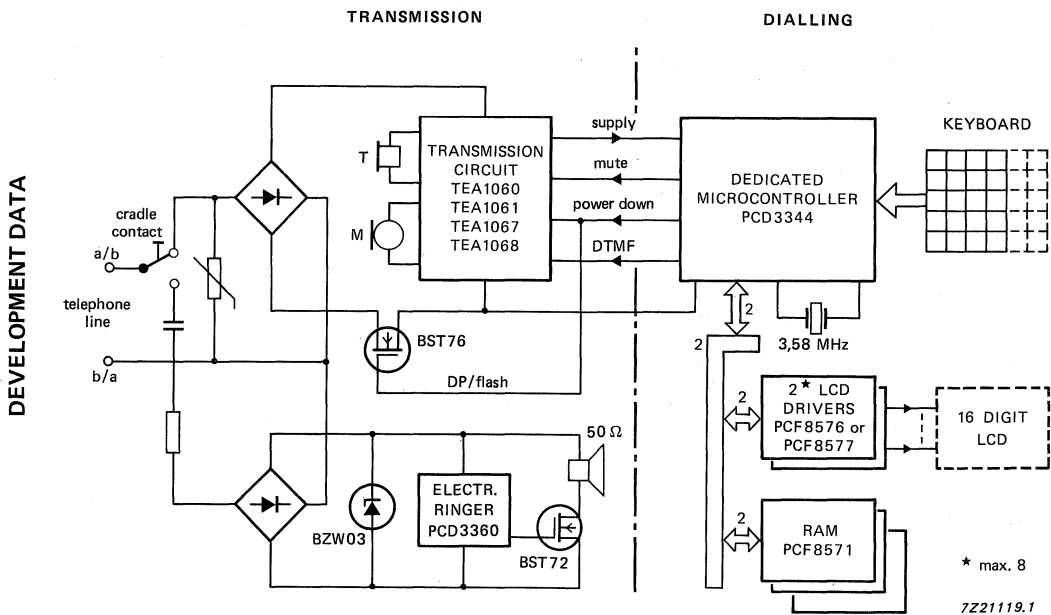 TRANSMISSION
DIALLING
DEVELOPMENT DATA
cradle
contact
a/b
telephone
line
b/a
T
M
TRANSMISSION
CIRCUIT
TEA1060
TEA1061
TEA1067
TEA1068
supply
mute
power down
DTMF
DEDICATED
MICROCONTROLLER
PCD3344
KEYBOARD
BST76
DP/flash
2
2
3,58 MHz
2
2★ LCD
DRIVERS
PCF8576 or
PCF8577
16 DIGIT
LCD
50 Ω
BZW03
ELECTR.
RINGER
PCD3360
BST72
2
RAM
PCF8571
★ max. 8
7Z21119.1